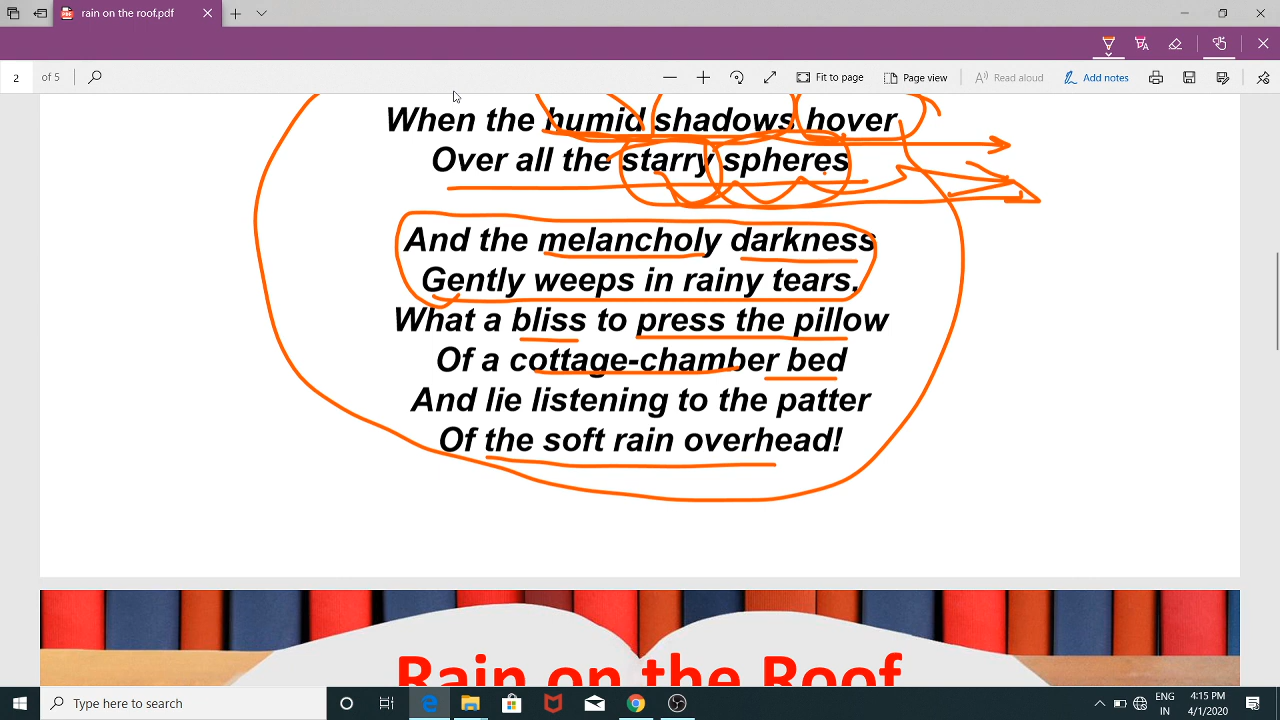 rain on the roof.pdf
2 of 5
Fit to page
Page view
Read aloud
Add notes
When the humid shadows hover
Over all the starry spheres
And the melancholy darkness
Gently weeps in rainy tears.
What a bliss to press the pillow
Of a cottage-chamber bed
And lie listening to the patter
Of the soft rain overhead!
Rain on the Roof
Type here to search
ENG
IN
4:15 PM
4/1/2020